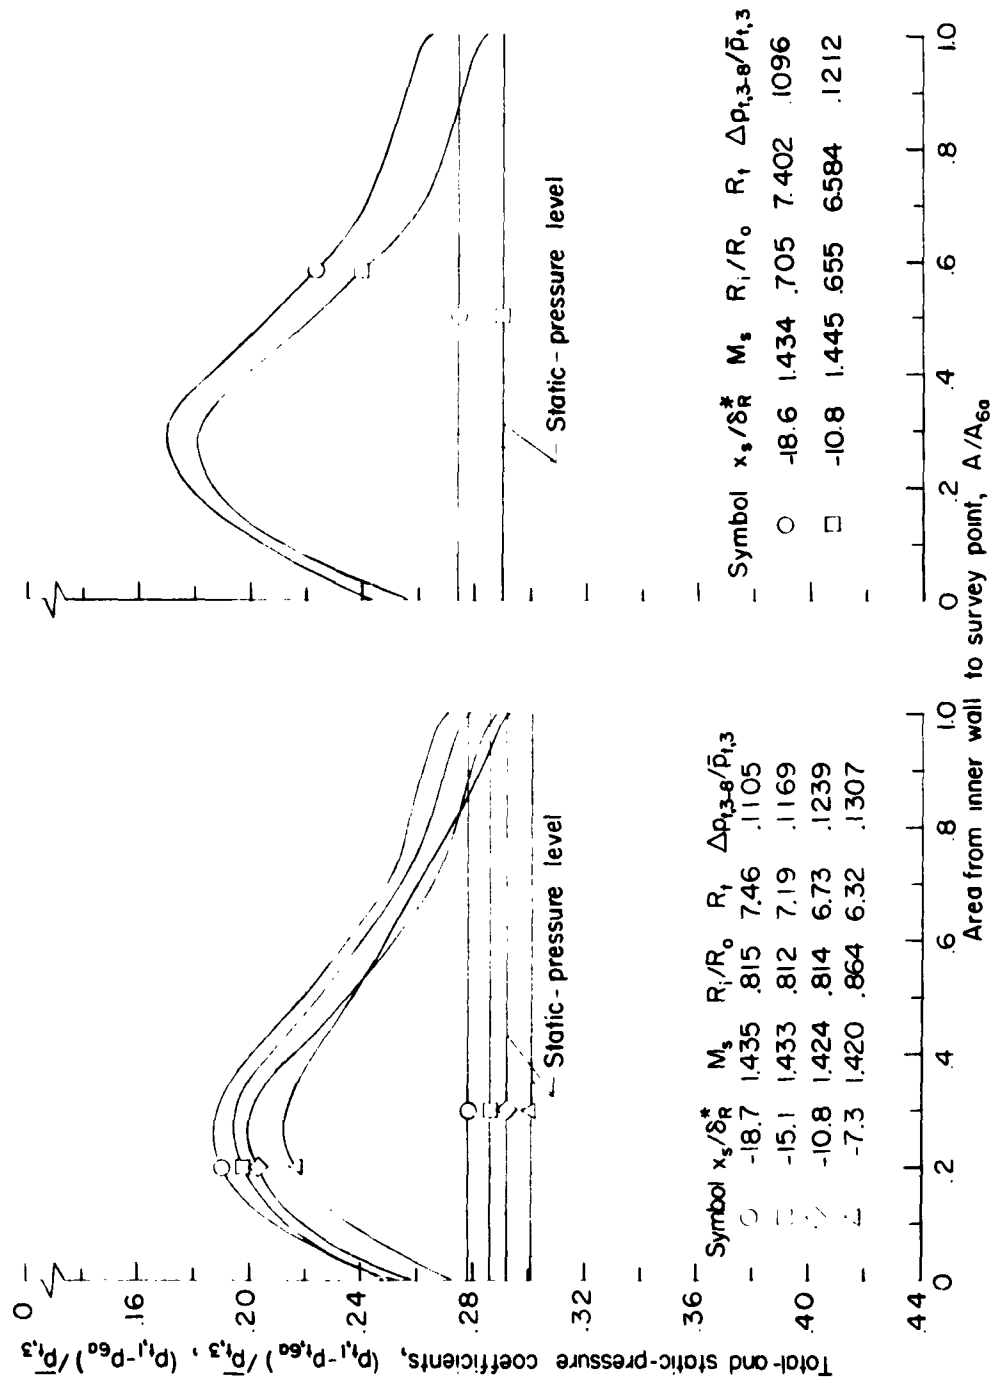 Total- and static-pressure coefficients, (p_t,1 - p_t,6a) / p̄_t,3 , (p_t,1 - p_6a) / p̄_t,3
0
.16
.20
.24
.28
.32
.36
.40
.44
Static-pressure level
Symbol x_s/δ*_R M_s R_i/R_o R_t Δp_t,3-8/p̄_t,3
○ -18.7 1.435 .815 7.46 .1105
□ -15.1 1.433 .812 7.19 .1169
◇ -10.8 1.424 .814 6.73 .1239
△ -7.3 1.420 .864 6.32 .1307
0 .2 .4 .6 .8 1.0
Static-pressure level
Symbol x_s/δ*_R M_s R_i/R_o R_t Δp_t,3-8/p̄_t,3
○ -18.6 1.434 .705 7.402 .1096
□ -10.8 1.445 .655 6.584 .1212
0 .2 .4 .6 .8 1.0
Area from inner wall to survey point, A/A_6a